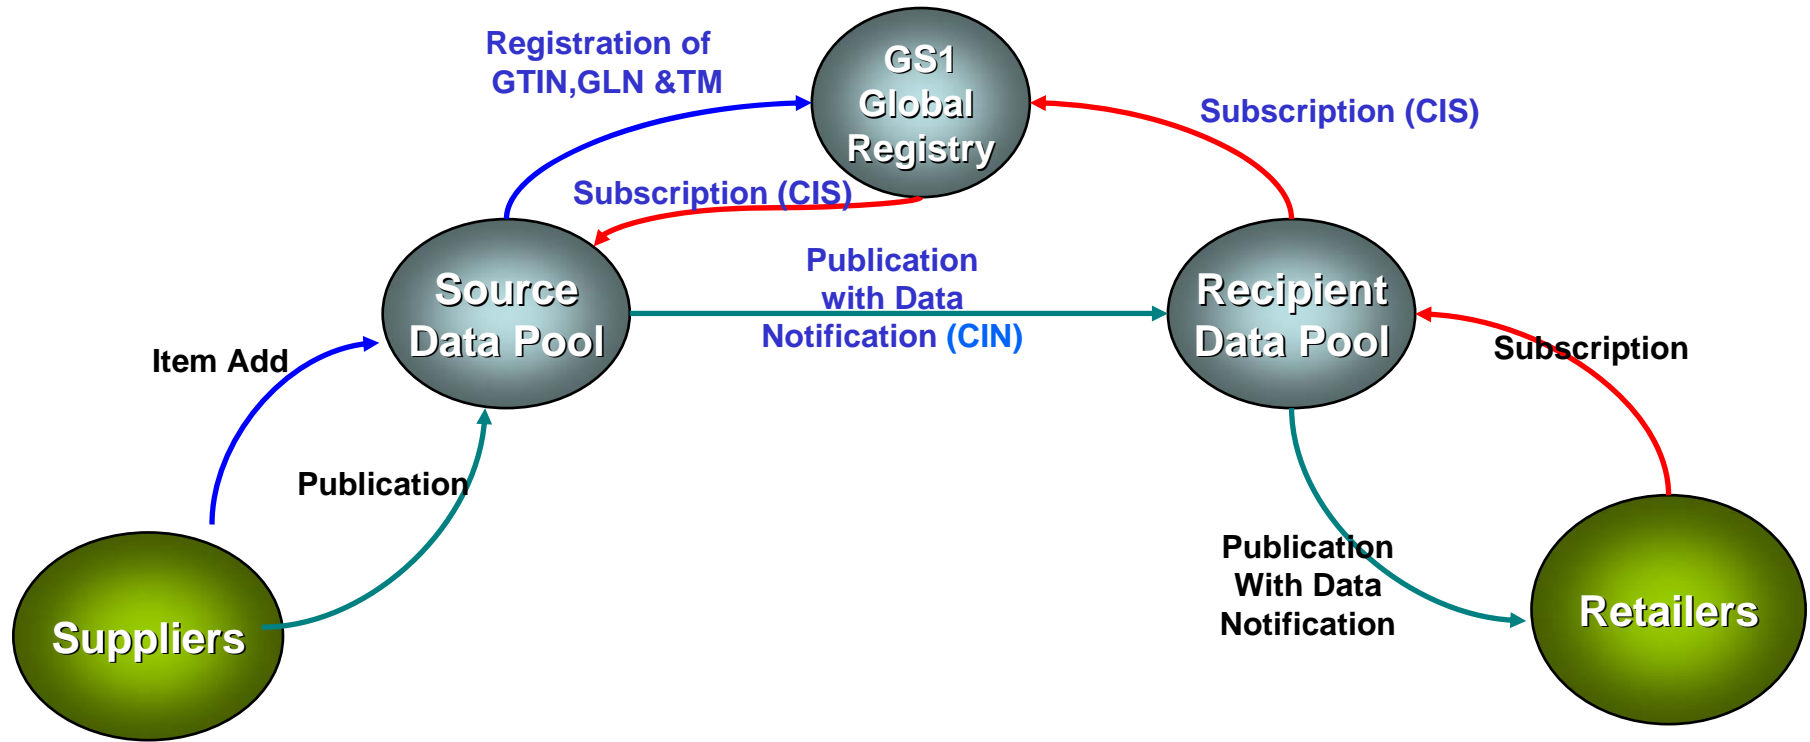 Registration of
GTIN,GLN &TM
GS1
Global
Registry
Subscription (CIS)
Subscription (CIS)
Source
Data Pool
Publication
with Data
Notification (CIN)
Recipient
Data Pool
Item Add
Subscription
Publication
Publication
With Data
Notification
Suppliers
Retailers